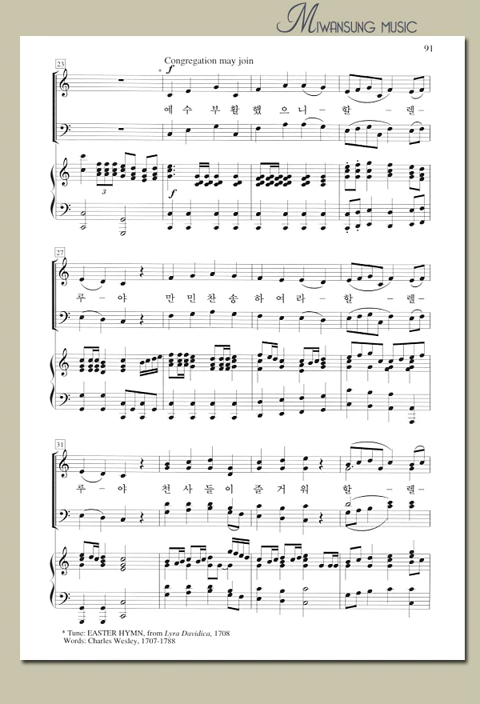 MIWANSUNG MUSIC
91
23
Congregation may join
* f
예 수 부 활 했 으 니 - 할 - 렐 -
3
f
27
루 - 야 만 민 찬 송 하 여 라 - 할 - 렐 -
31
루 - 야 천 사 들 이 즐 거 워 할 - 렐 -
* Tune: EASTER HYMN, from Lyra Davidica, 1708
Words: Charles Wesley, 1707-1788